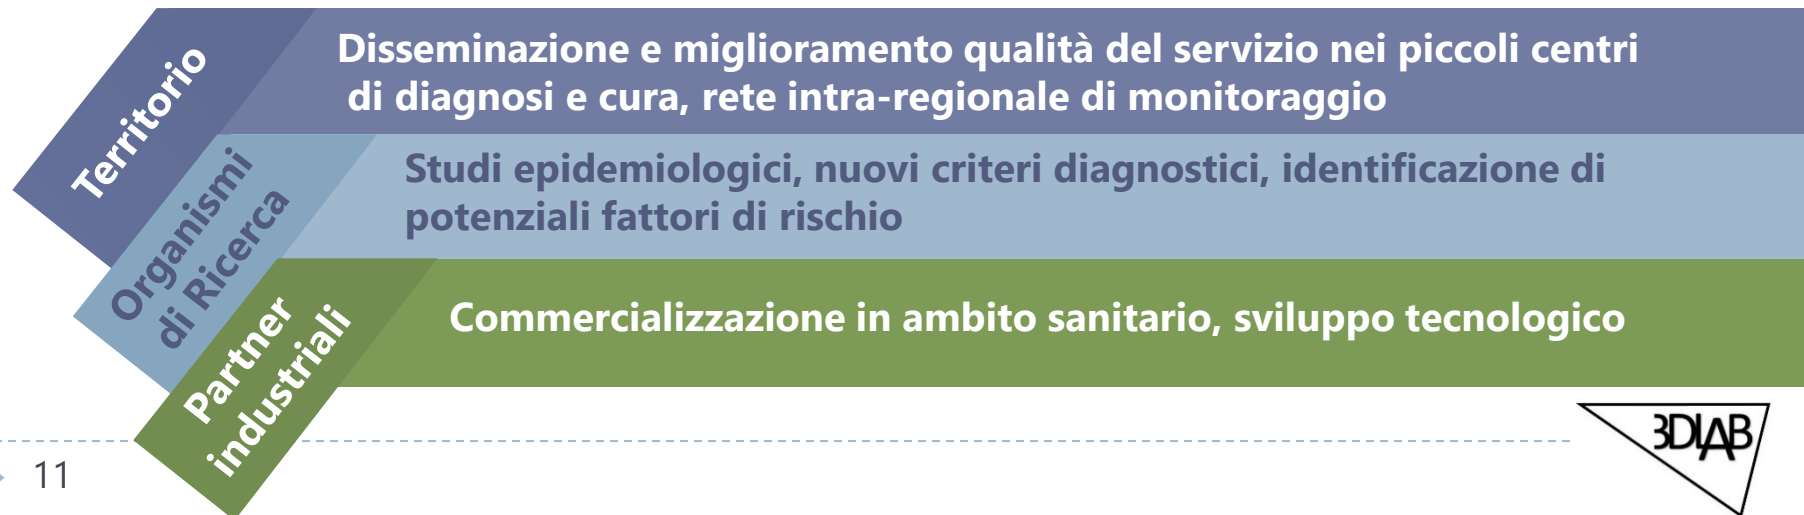 Territorio
Disseminazione e miglioramento qualità del servizio nei piccoli centri
di diagnosi e cura, rete intra-regionale di monitoraggio
Organismi
di Ricerca
Studi epidemiologici, nuovi criteri diagnostici, identificazione di
potenziali fattori di rischio
Partner
industriali
Commercializzazione in ambito sanitario, sviluppo tecnologico
11
3DLAB